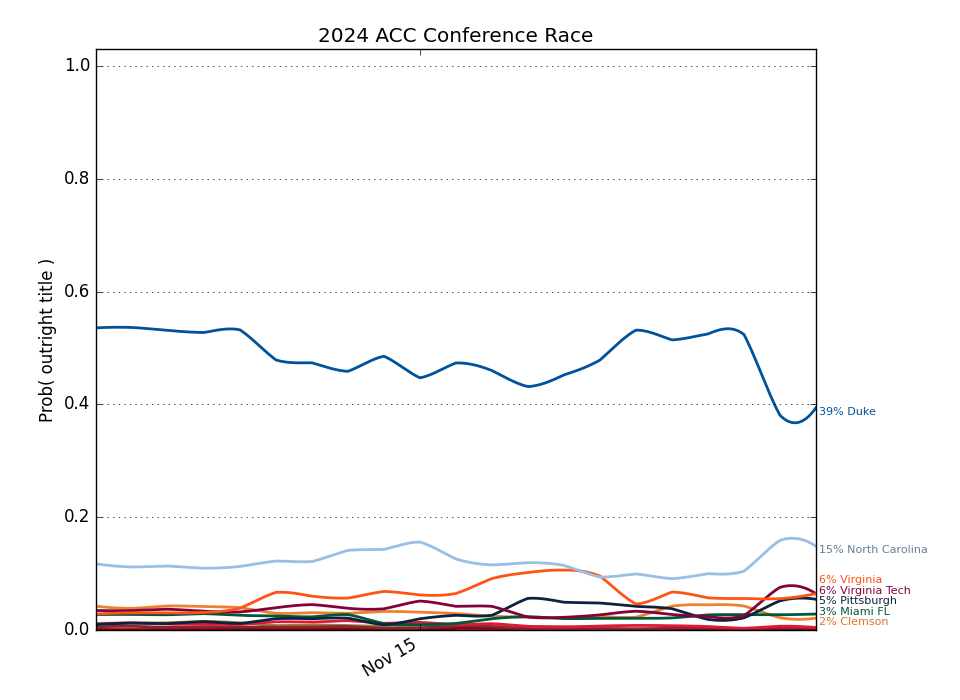 2024 ACC Conference Race
Prob( outright title )
1.0
0.8
0.6
0.4
0.2
0.0
Nov 15
39% Duke
15% North Carolina
6% Virginia
6% Virginia Tech
5% Pittsburgh
3% Miami FL
2% Clemson